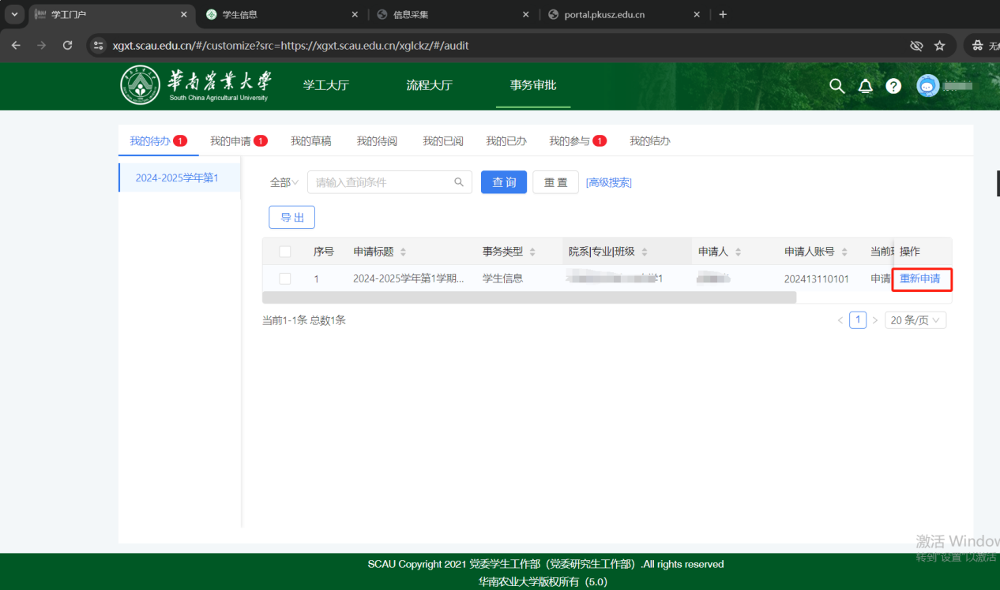 学工门户
学生信息
信息采集
portal.pkusz.edu.cn
xgxt.scau.edu.cn/#/customize?src=https://xgxt.scau.edu.cn/xglckz/#/audit
华南农业大学
South China Agricultural University
学工大厅
流程大厅
事务审批
我的待办 1
我的申请 1
我的草稿
我的待阅
我的已阅
我的已办
我的参与 1
我的结办
2024-2025学年第1
全部
请输入查询条件
查 询
重 置
[高级搜索]
导 出
序号 申请标题 事务类型 院系|专业|班级 申请人 申请人账号 操作
1 2024-2025学年第1学期... 学生信息 202413110101 申请 重新申请
当前1-1条 总数1条
< 1 > 20 条/页
激活 Window
转到"设置"以激活
SCAU Copyright 2021 党委学生工作部（党委研究生工作部）.All rights reserved
华南农业大学版权所有（5.0）